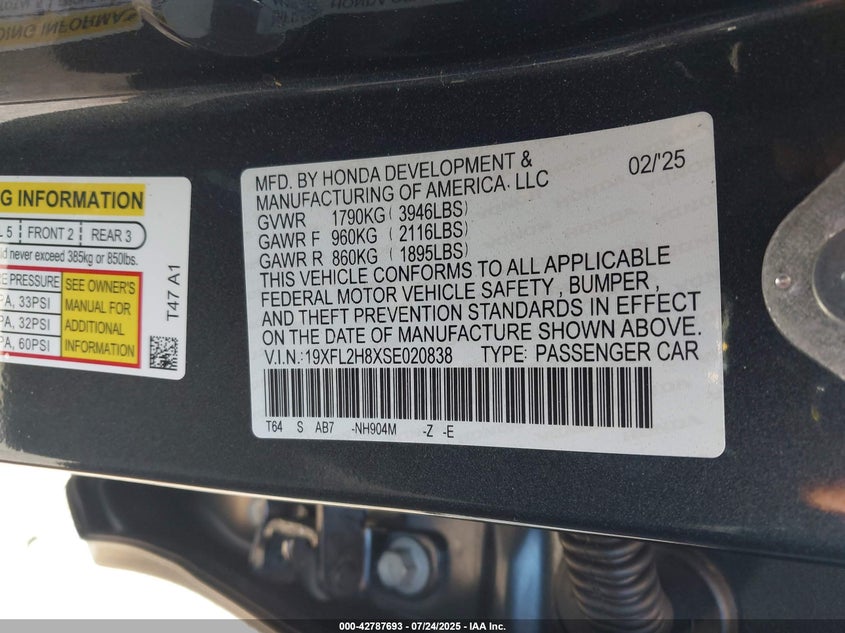 G INFORMATION
5 FRONT 2 REAR 3
never exceed 385kg or 850lbs.
PRESSURE
SEE OWNER'S
MANUAL FOR
ADDITIONAL
INFORMATION
33PSI
32PSI
60PSI
T47 A1
MFD. BY HONDA DEVELOPMENT & 02/'25
MANUFACTURING OF AMERICA, LLC
GVWR 1790KG (3946LBS)
GAWR F 960KG (2116LBS)
GAWR R 860KG (1895LBS)
THIS VEHICLE CONFORMS TO ALL APPLICABLE
FEDERAL MOTOR VEHICLE SAFETY, BUMPER,
AND THEFT PREVENTION STANDARDS IN EFFECT
ON THE DATE OF MANUFACTURE SHOWN ABOVE.
V.I.N.:19XFL2H8XSE020838 TYPE: PASSENGER CAR
T64 S AB7 -NH904M -Z -E
000-42787693 / 07/24/2025 - IAA Inc.